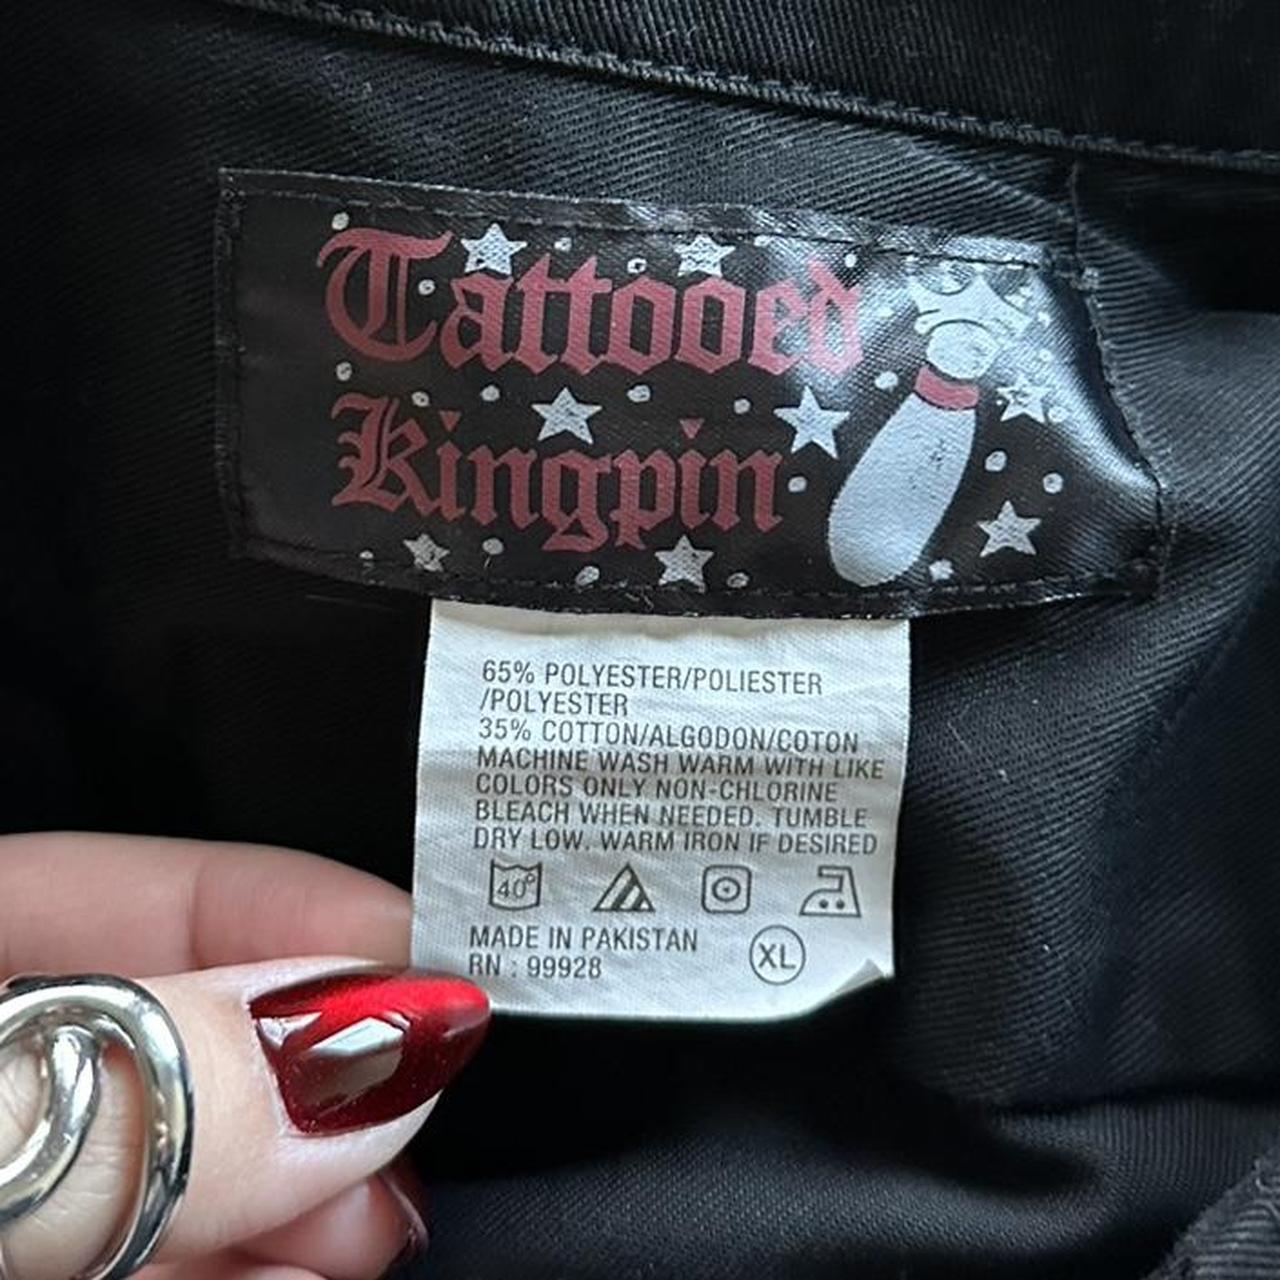 Tattooed
Kingpin
65% POLYESTER/POLIESTER
/POLYESTER
35% COTTON/ALGODON/COTON
MACHINE WASH WARM WITH LIKE
COLORS ONLY NON-CHLORINE
BLEACH WHEN NEEDED. TUMBLE
DRY LOW. WARM IRON IF DESIRED
40°
MADE IN PAKISTAN
RN : 99928
XL